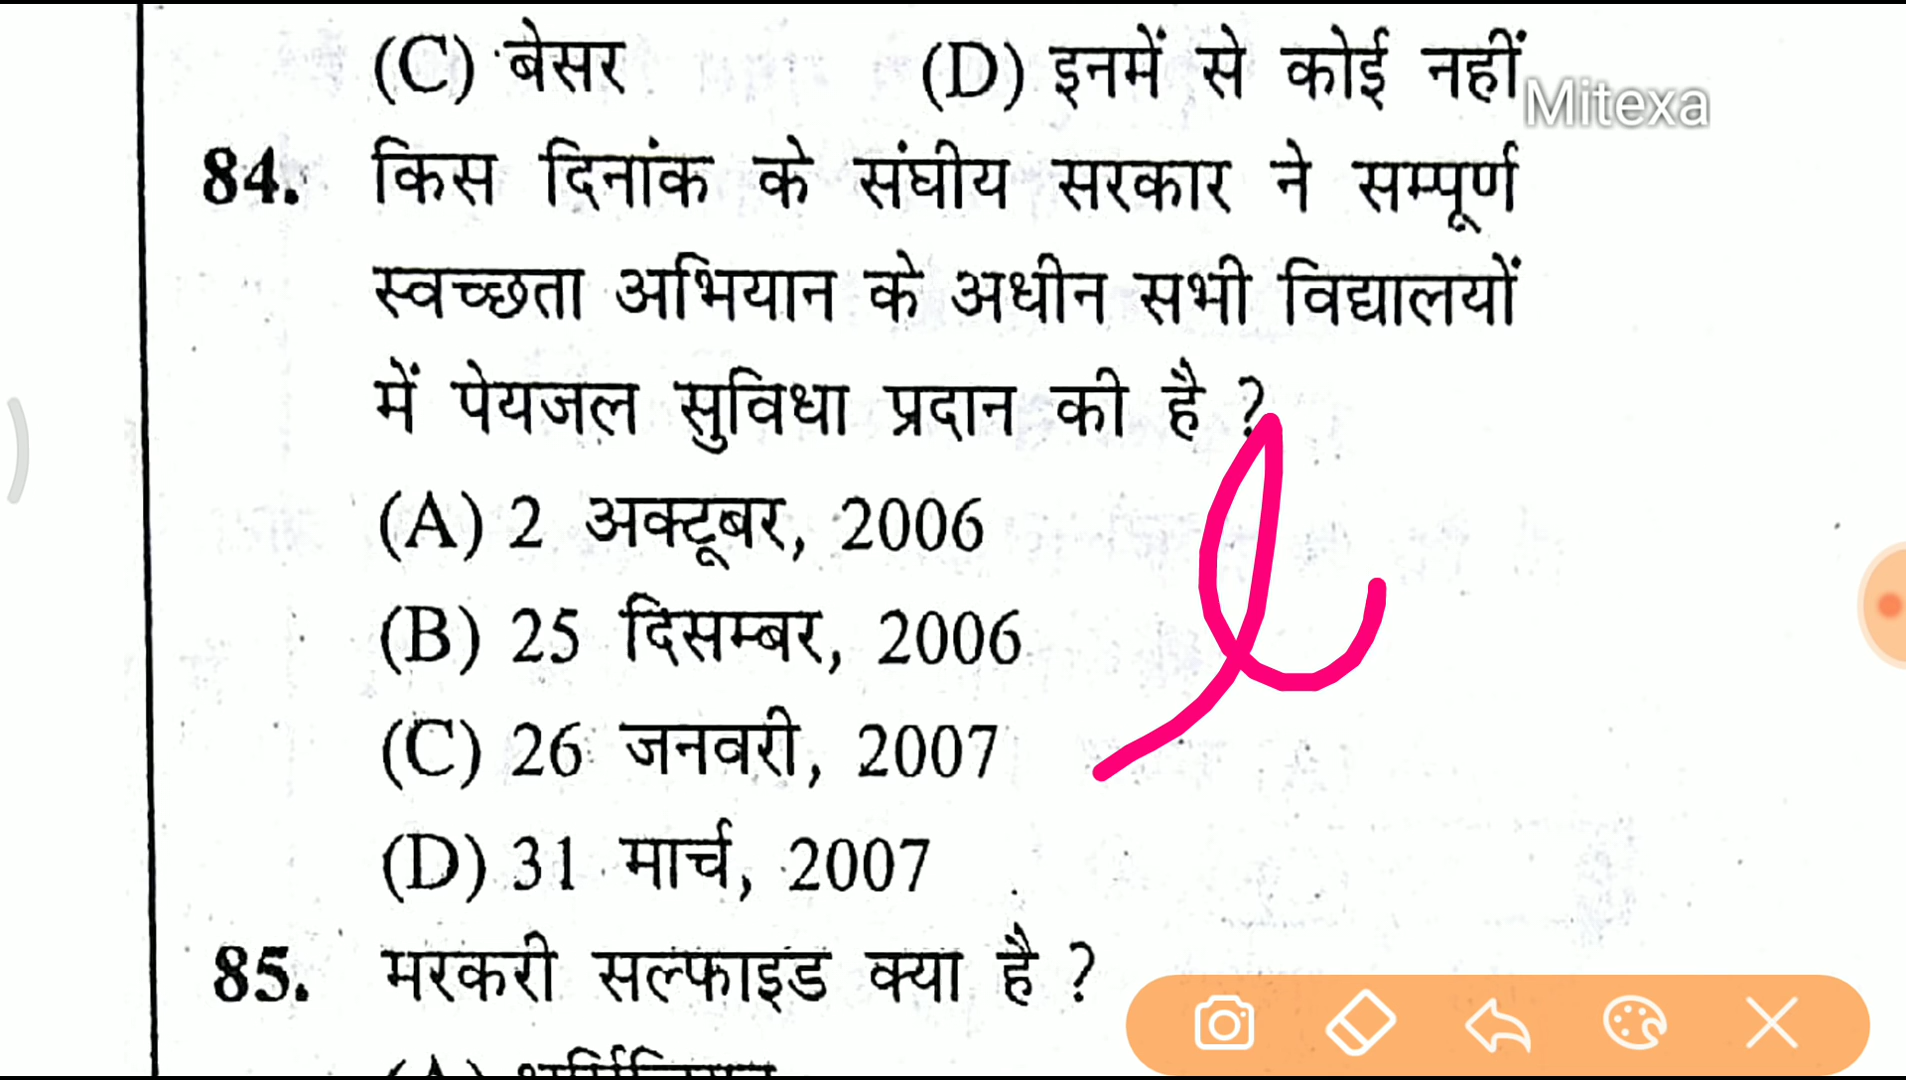 (C) बेसर (D) इनमें से कोई नहीं
Mitexa
84. किस दिनांक के संघीय सरकार ने सम्पूर्ण
स्वच्छता अभियान के अधीन सभी विद्यालयों
में पेयजल सुविधा प्रदान की है ?
(A) 2 अक्टूबर, 2006
(B) 25 दिसम्बर, 2006
(C) 26 जनवरी, 2007
(D) 31 मार्च, 2007
85. मरकरी सल्फाइड क्या है ?